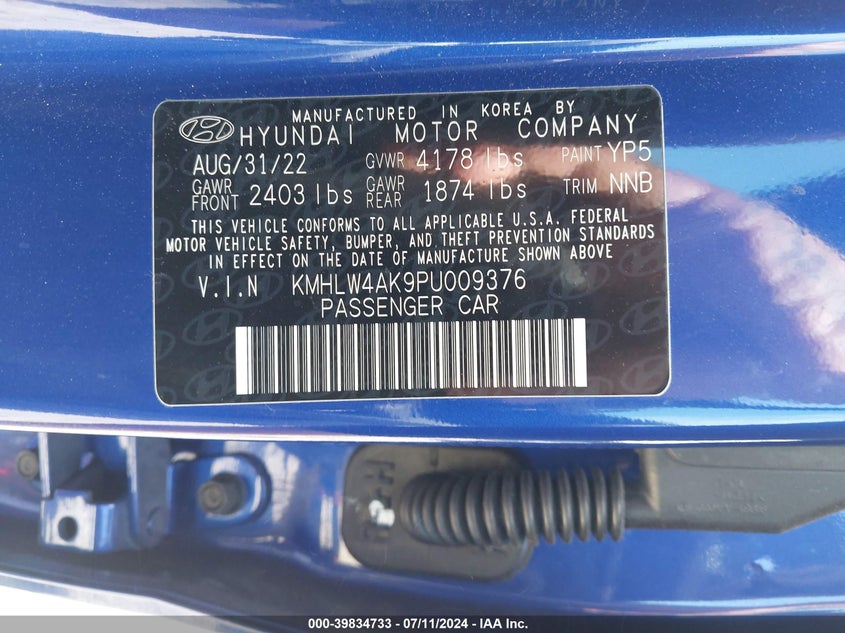 MANUFACTURED IN KOREA BY
HYUNDAI MOTOR COMPANY
AUG/31/22 GVWR 4178 lbs PAINT YP5
GAWR FRONT 2403 lbs GAWR REAR 1874 lbs TRIM NNB
THIS VEHICLE CONFORMS TO ALL APPLICABLE U.S.A. FEDERAL
MOTOR VEHICLE SAFETY, BUMPER, AND THEFT PREVENTION STANDARDS
IN EFFECT ON THE DATE OF MANUFACTURE SHOWN ABOVE
V.I.N KMHLW4AK9PU009376
PASSENGER CAR
000-39834733 - 07/11/2024 - IAA Inc.